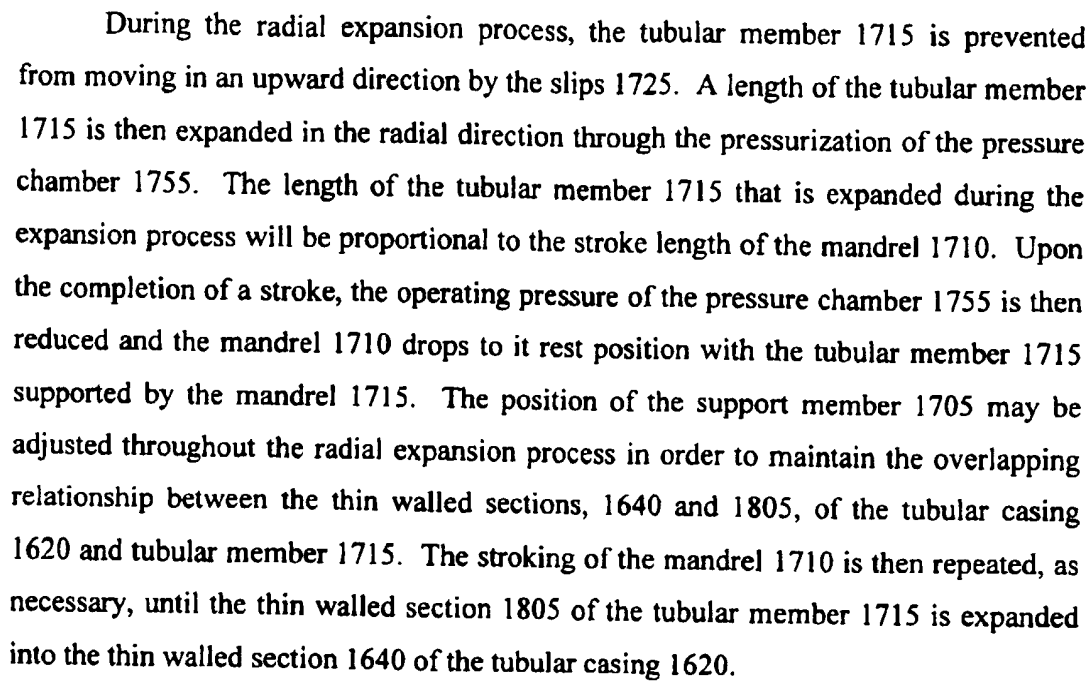 During the radial expansion process, the tubular member 1715 is prevented
from moving in an upward direction by the slips 1725. A length of the tubular member
1715 is then expanded in the radial direction through the pressurization of the pressure
chamber 1755. The length of the tubular member 1715 that is expanded during the
expansion process will be proportional to the stroke length of the mandrel 1710. Upon
the completion of a stroke, the operating pressure of the pressure chamber 1755 is then
reduced and the mandrel 1710 drops to it rest position with the tubular member 1715
supported by the mandrel 1715. The position of the support member 1705 may be
adjusted throughout the radial expansion process in order to maintain the overlapping
relationship between the thin walled sections, 1640 and 1805, of the tubular casing
1620 and tubular member 1715. The stroking of the mandrel 1710 is then repeated, as
necessary, until the thin walled section 1805 of the tubular member 1715 is expanded
into the thin walled section 1640 of the tubular casing 1620.